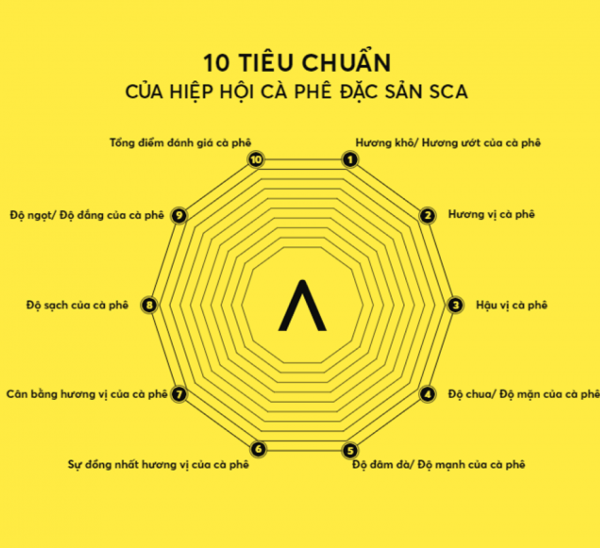 10 TIÊU CHUẨN
CỦA HIỆP HỘI CÀ PHÊ ĐẶC SẢN SCA
Tổng điểm đánh giá cà phê
Hương khô/ Hương ướt của cà phê
10
1
Độ ngọt/ Độ đắng của cà phê
9
2
Hương vị cà phê
Độ sạch của cà phê
8
3
Hậu vị cà phê
Cân bằng hương vị của cà phê
7
4
Độ chua/ Độ mặn của cà phê
6
5
Sự đồng nhất hương vị của cà phê
Độ đâm đà/ Độ mạnh của cà phê